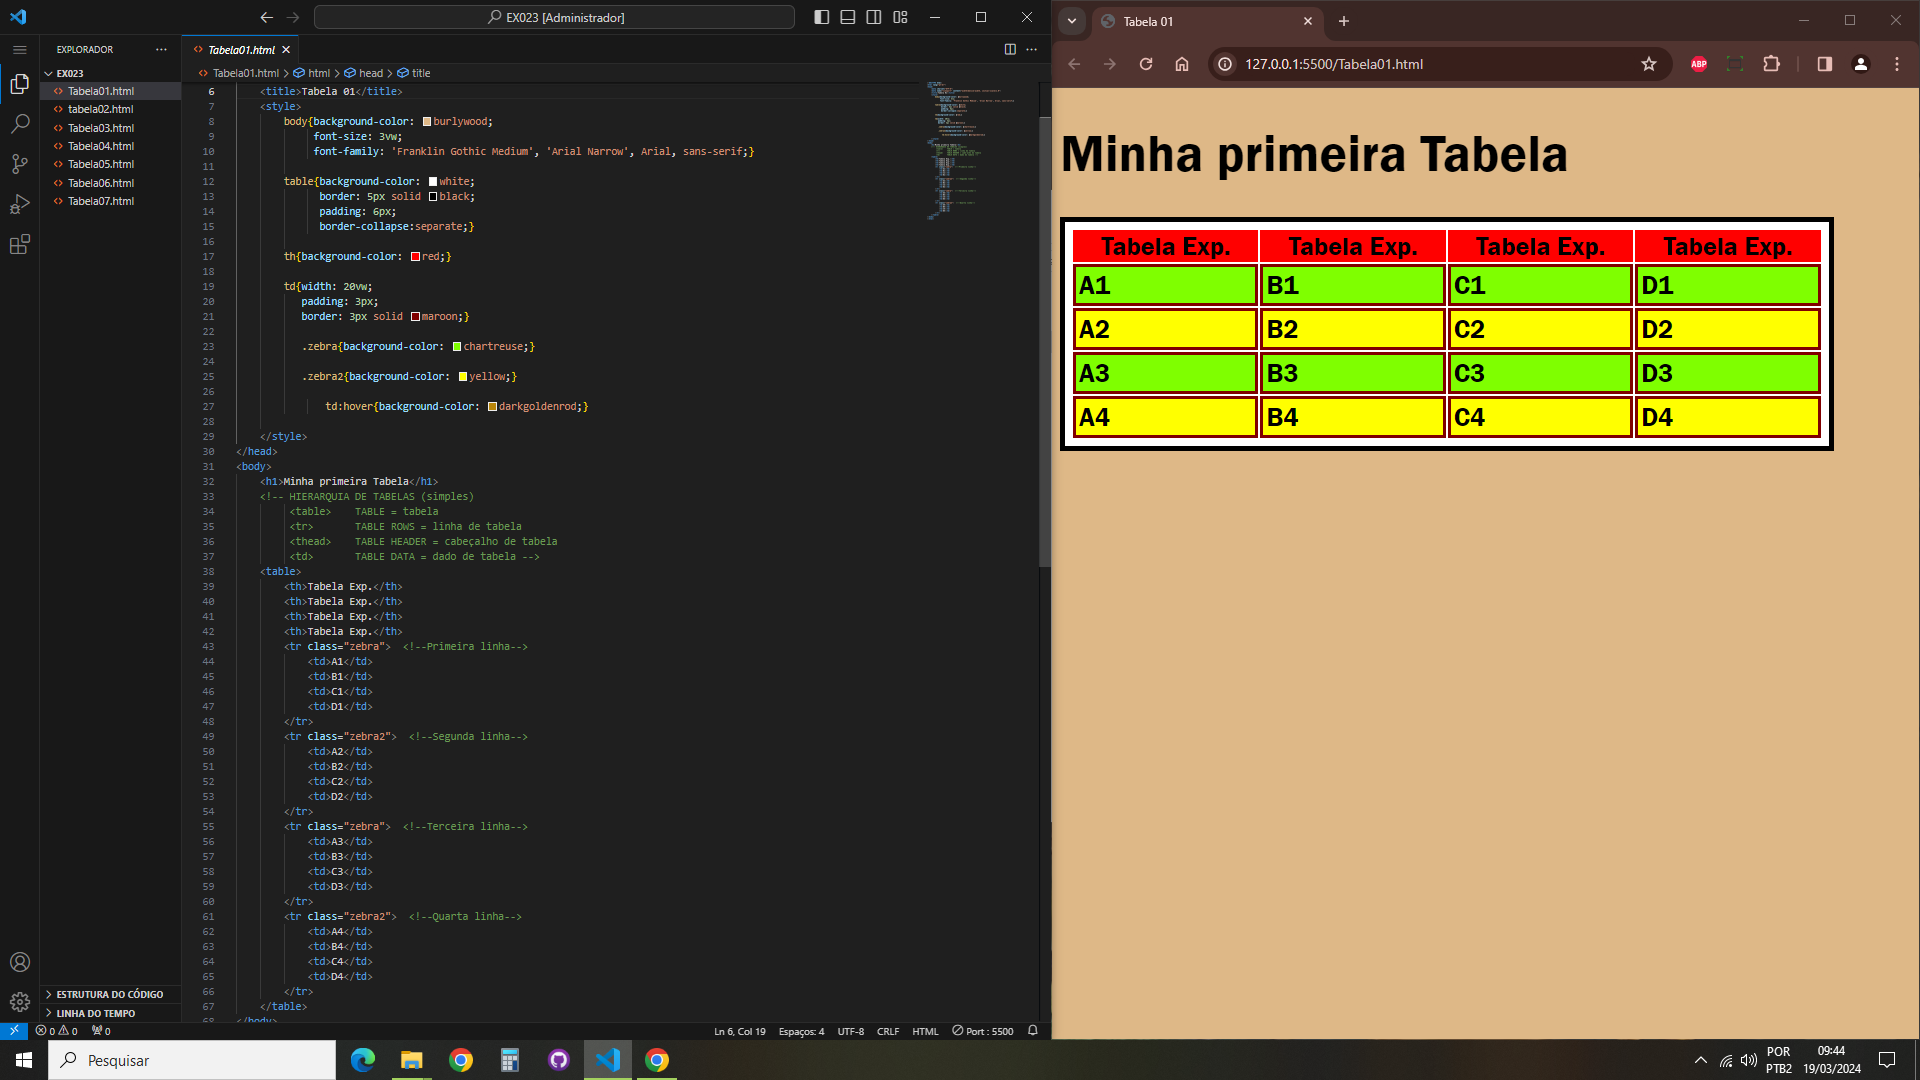 EX023 [Administrador]
EXPLORADOR
EX023
Tabela01.html
tabela02.html
Tabela03.html
Tabela04.html
Tabela05.html
Tabela06.html
Tabela07.html
ESTRUTURA DO CÓDIGO
LINHA DO TEMPO
Tabela01.html
Tabela01.html > html > head > title
6 <title>Tabela 01</title>
7 <style>
8 body{background-color: burlywood;
9 font-size: 3vw;
10 font-family: 'Franklin Gothic Medium', 'Arial Narrow', Arial, sans-serif;}
11
12 table{background-color: white;
13 border: 5px solid black;
14 padding: 6px;
15 border-collapse:separate;}
16
17 th{background-color: red;}
18
19 td{width: 20vw;
20 padding: 3px;
21 border: 3px solid maroon;}
22
23 .zebra{background-color: chartreuse;}
24
25 .zebra2{background-color: yellow;}
26
27 td:hover{background-color: darkgoldenrod;}
28
29 </style>
30 </head>
31 <body>
32 <h1>Minha primeira Tabela</h1>
33 <!-- HIERARQUIA DE TABELAS (simples)
34 <table> TABLE = tabela
35 <tr> TABLE ROWS = linha de tabela
36 <thead> TABLE HEADER = cabeçalho de tabela
37 <td> TABLE DATA = dado de tabela -->
38 <table>
39 <th>Tabela Exp.</th>
40 <th>Tabela Exp.</th>
41 <th>Tabela Exp.</th>
42 <th>Tabela Exp.</th>
43 <tr class="zebra"> <!--Primeira linha-->
44 <td>A1</td>
45 <td>B1</td>
46 <td>C1</td>
47 <td>D1</td>
48 </tr>
49 <tr class="zebra2"> <!--Segunda linha-->
50 <td>A2</td>
51 <td>B2</td>
52 <td>C2</td>
53 <td>D2</td>
54 </tr>
55 <tr class="zebra"> <!--Terceira linha-->
56 <td>A3</td>
57 <td>B3</td>
58 <td>C3</td>
59 <td>D3</td>
60 </tr>
61 <tr class="zebra2"> <!--Quarta linha-->
62 <td>A4</td>
63 <td>B4</td>
64 <td>C4</td>
65 <td>D4</td>
66 </tr>
67 </table>
68 </body>
0 0 0
Ln 6, Col 19 Espaços: 4 UTF-8 CRLF HTML Port : 5500
Tabela 01
127.0.0.1:5500/Tabela01.html
ABP
Minha primeira Tabela
Tabela Exp. Tabela Exp. Tabela Exp. Tabela Exp.
A1 B1 C1 D1
A2 B2 C2 D2
A3 B3 C3 D3
A4 B4 C4 D4
Pesquisar
POR
PTB2
09:44
19/03/2024